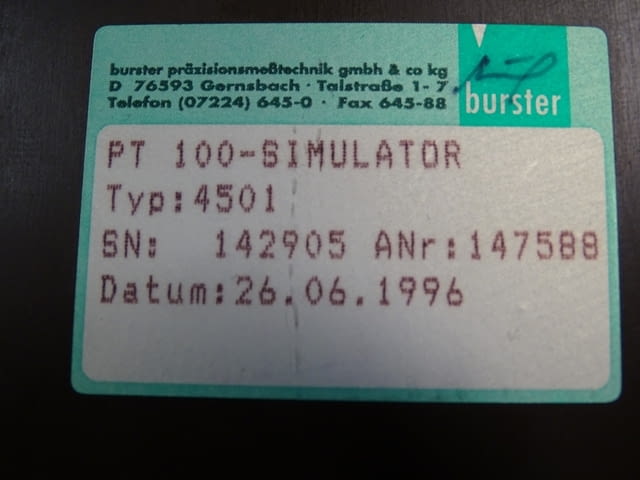 burster präzisionsmeßtechnik gmbh & co kg
D 76593 Gernsbach · Talstraße 1-7
Telefon (07224) 645-0 · Fax 645-88
burster
PT 100-SIMULATOR
Typ:4501
SN: 142905 ANr:147588
Datum:26.06.1996